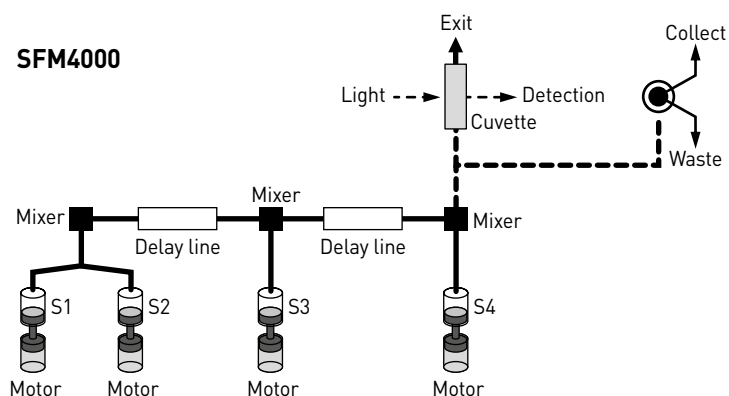 SFM4000
Exit
Collect
Light
Detection
Cuvette
Waste
Mixer
Mixer
Mixer
Delay line
Delay line
S1
S2
S3
S4
Motor
Motor
Motor
Motor